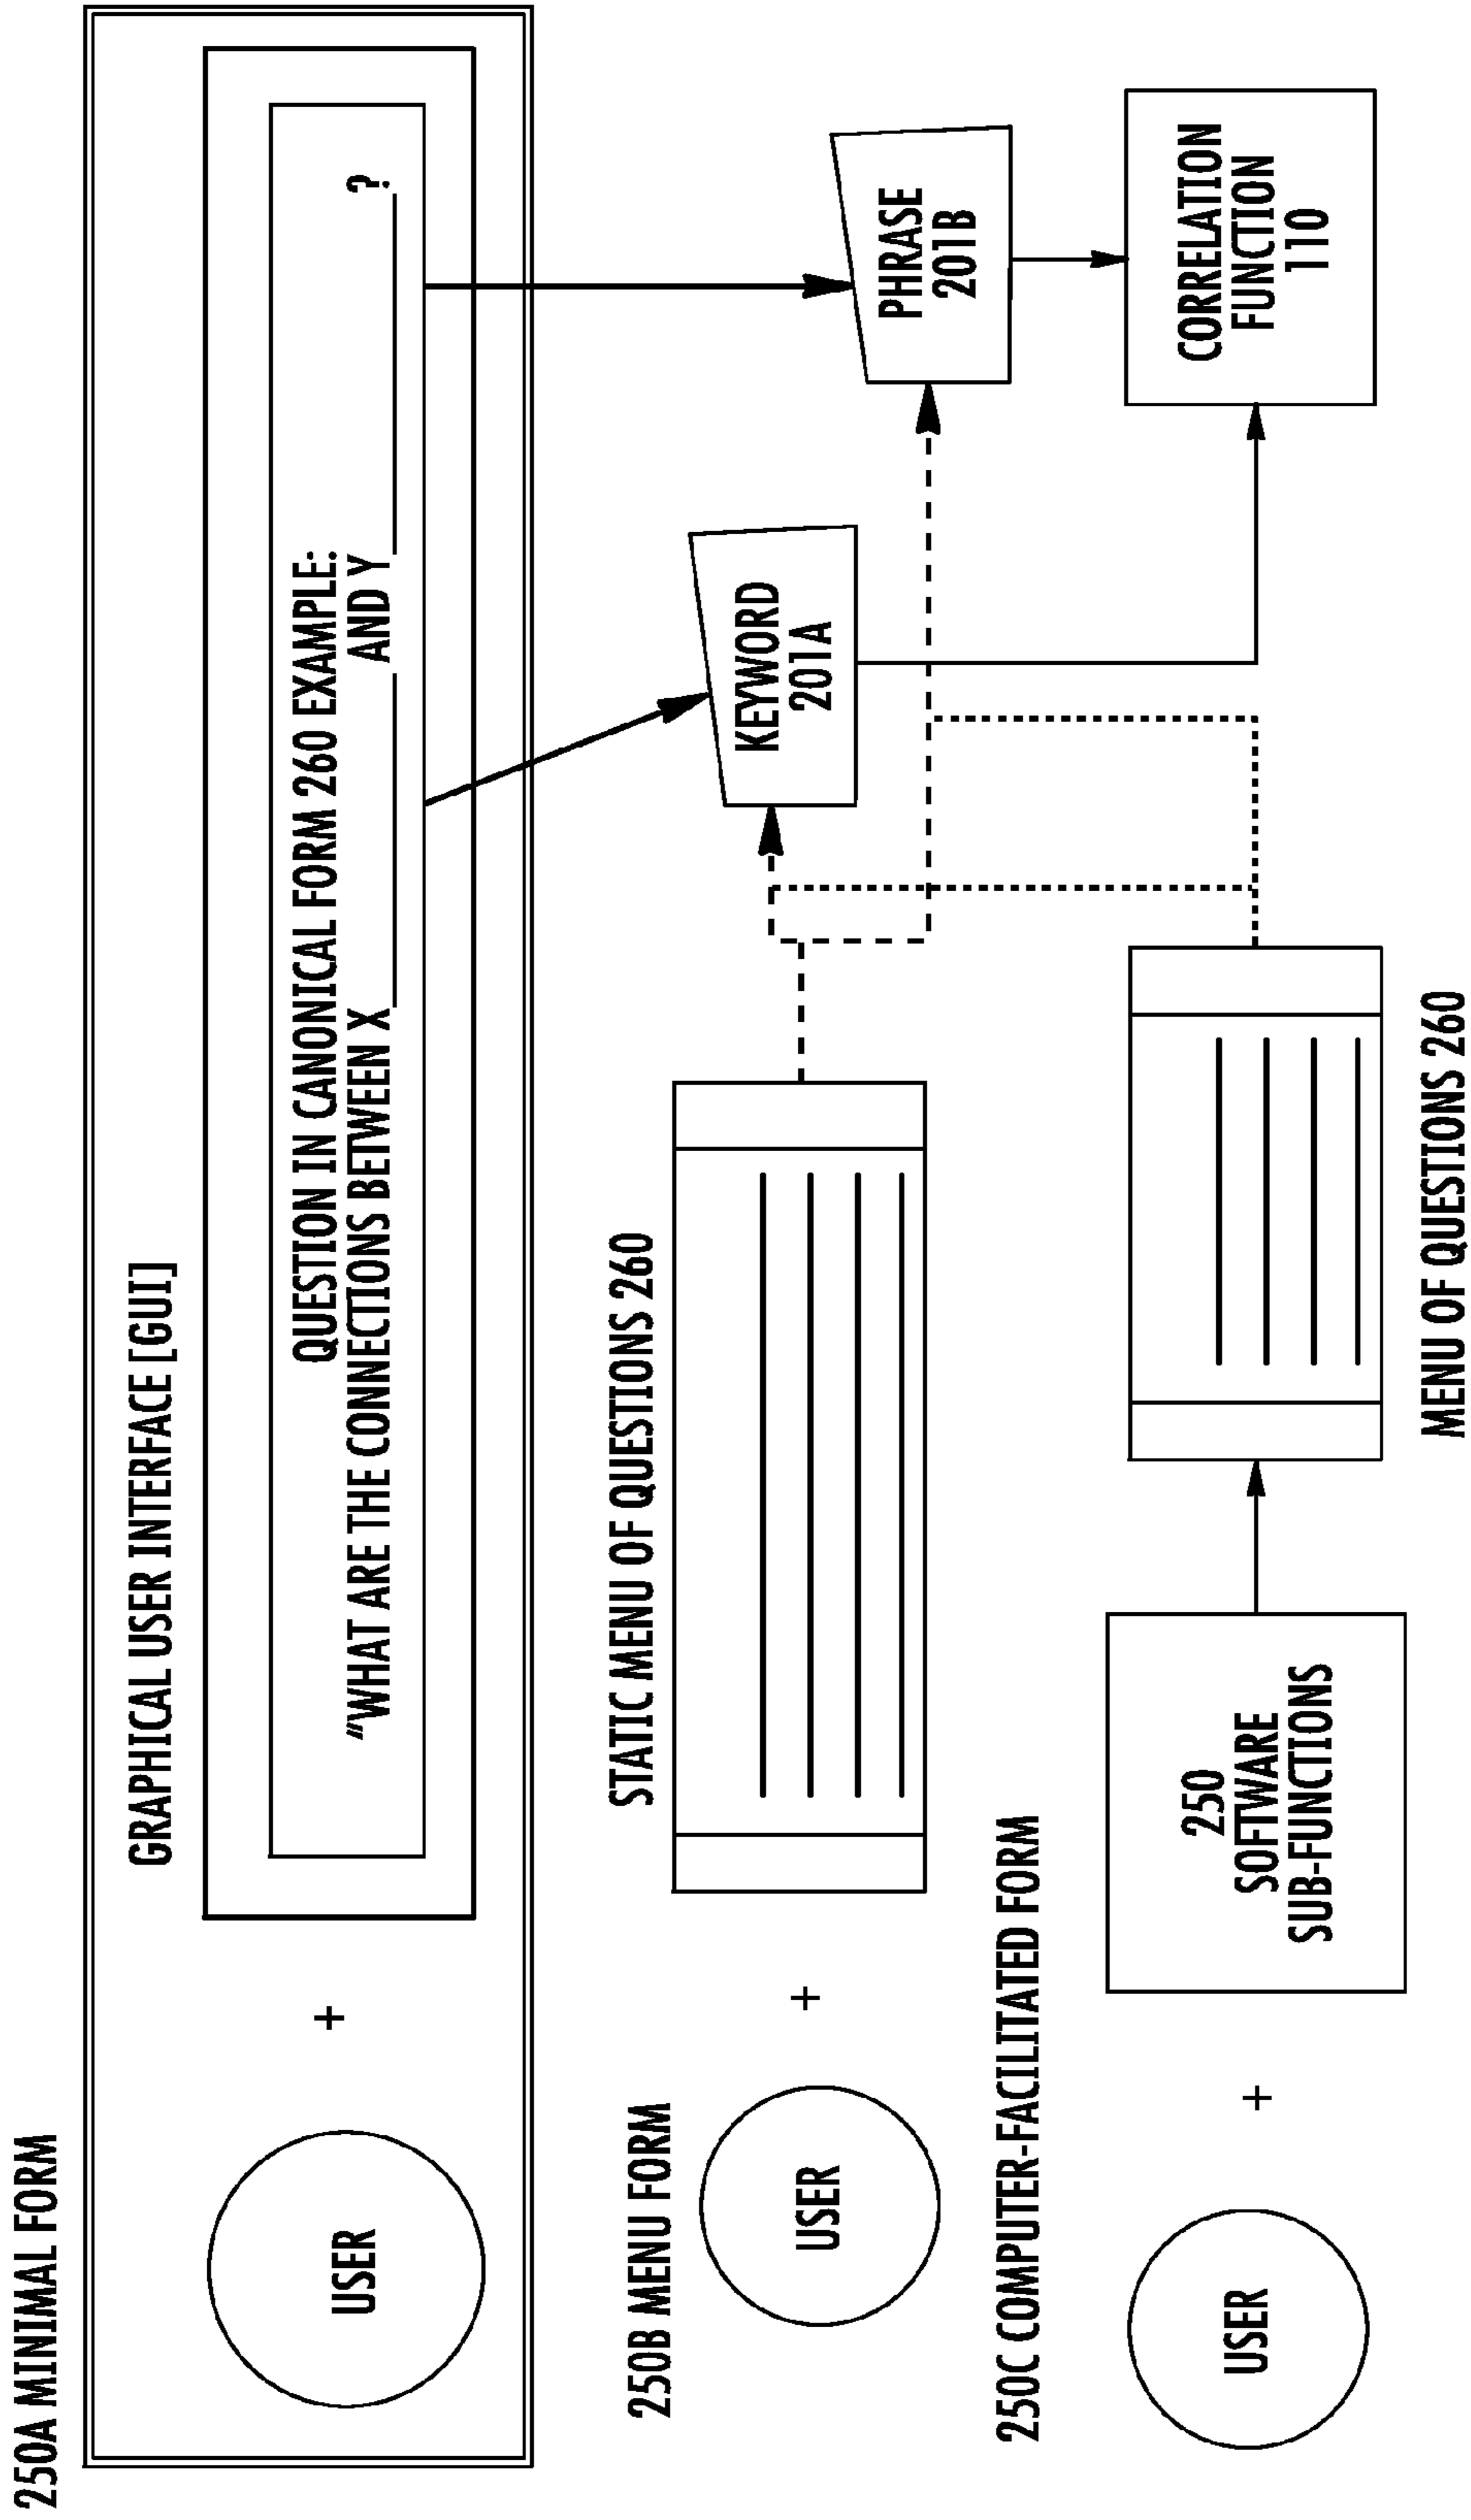 250A MINIMAL FORM
GRAPHICAL USER INTERFACE [GUI]
USER
+
QUESTION IN CANONICAL FORM 260 EXAMPLE:
“WHAT ARE THE CONNECTIONS BETWEEN X________ AND Y________?
250B MENU FORM
USER
+
STATIC MENU OF QUESTIONS 260
KEYWORD
201A
PHRASE
201B
250C COMPUTER-FACILITATED FORM
USER
+
250
SOFTWARE
SUB-FUNCTIONS
MENU OF QUESTIONS 260
CORRELATION
FUNCTION
110